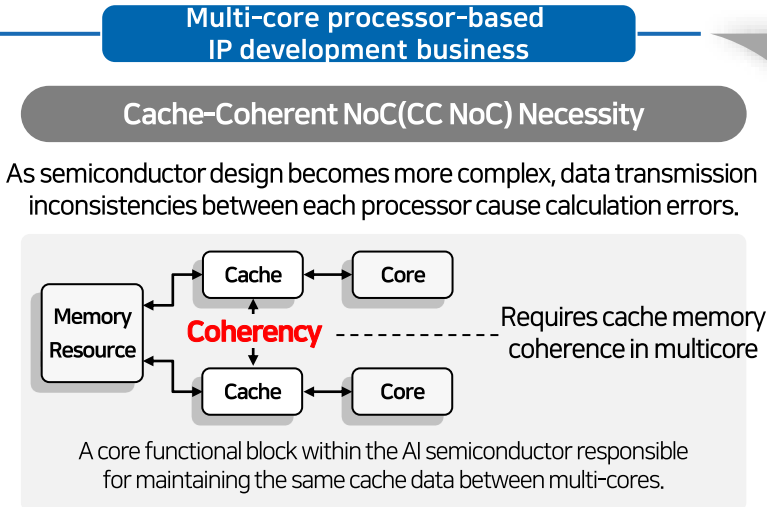 Multi-core processor-based
IP development business
Cache-Coherent NoC(CC NoC) Necessity
As semiconductor design becomes more complex, data transmission
inconsistencies between each processor cause calculation errors.
Cache
Core
Memory
Resource
Coherency
Requires cache memory
coherence in multicore
Cache
Core
A core functional block within the AI semiconductor responsible
for maintaining the same cache data between multi-cores.